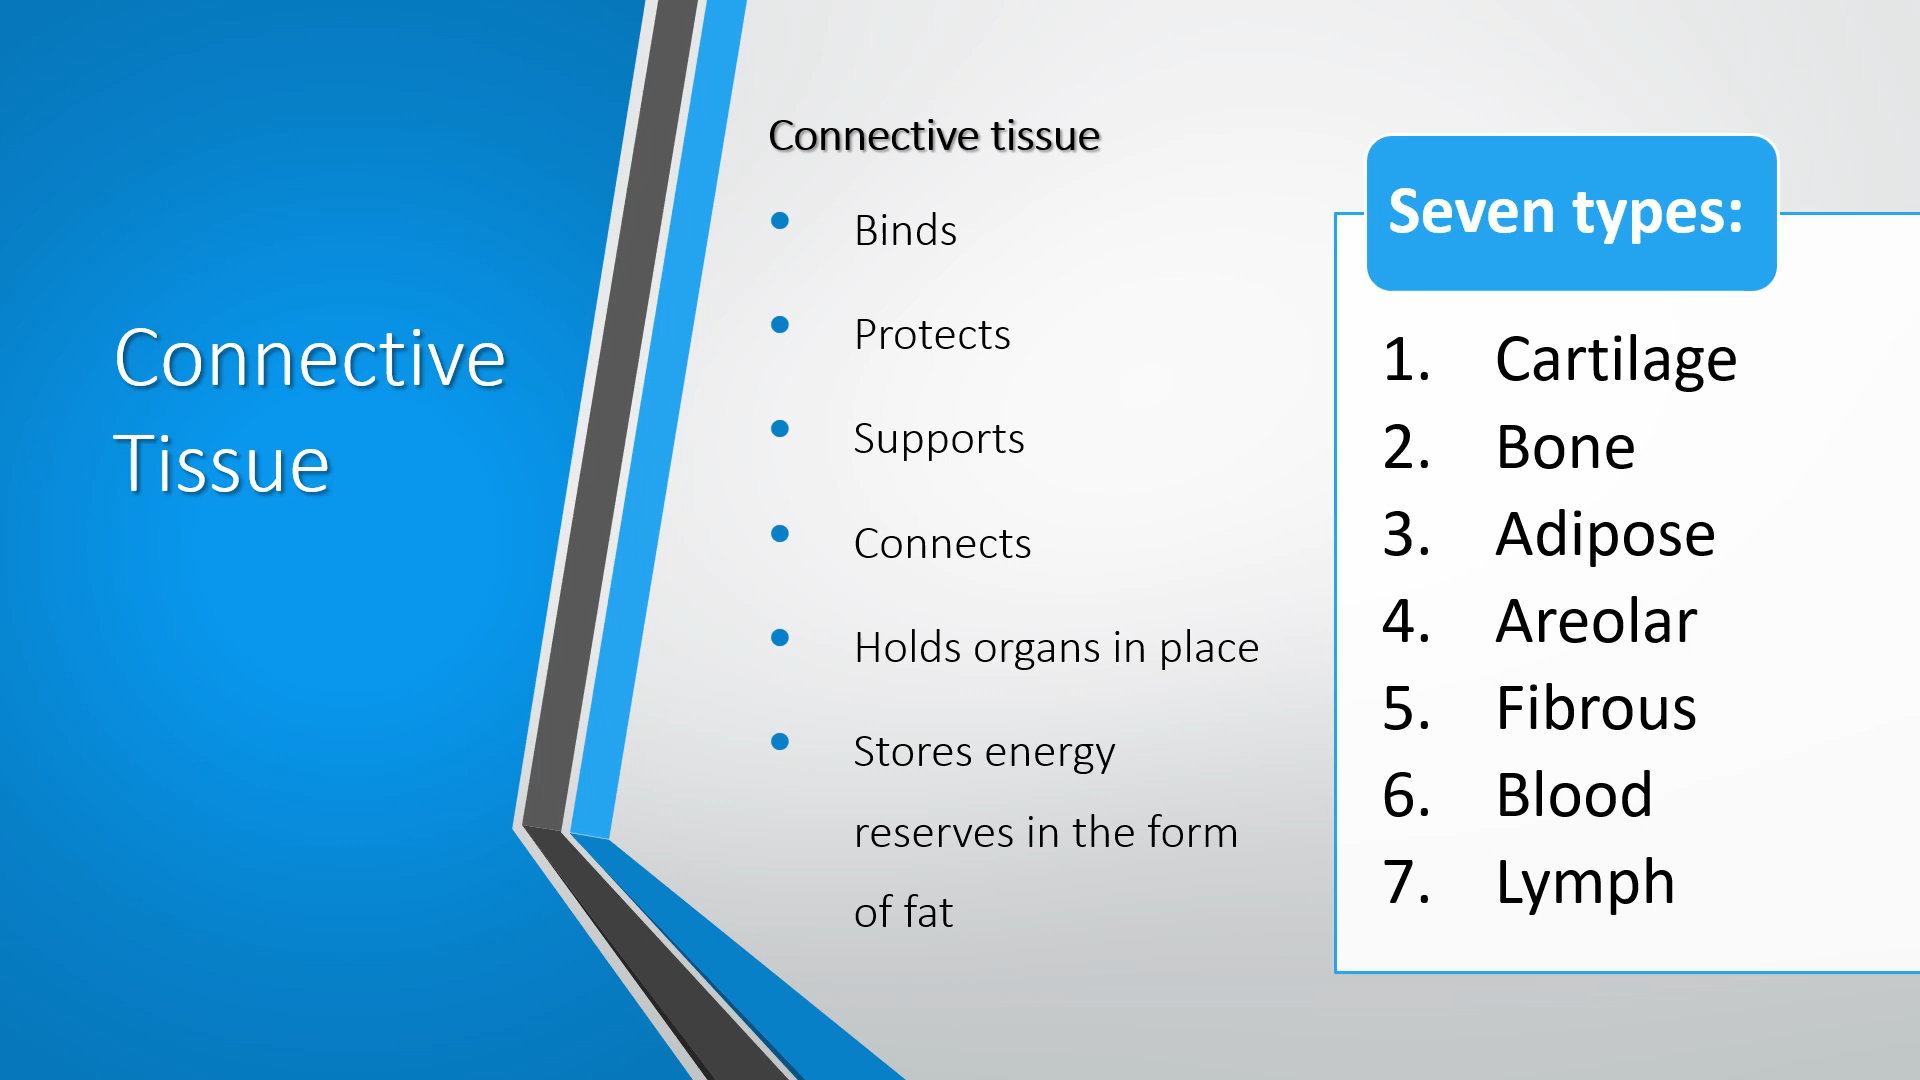 Connective
Tissue
Connective tissue
• Binds
• Protects
• Supports
• Connects
• Holds organs in place
• Stores energy
reserves in the form
of fat
Seven types:
1. Cartilage
2. Bone
3. Adipose
4. Areolar
5. Fibrous
6. Blood
7. Lymph